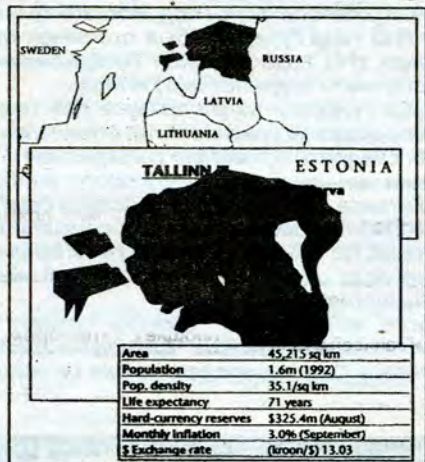 SWEDEN
RUSSIA
LATVIA
LITHUANIA
ESTONIA
TALLINN
Area 45,215 sq km
Population 1.6m (1992)
Pop. density 35.1/sq km
Life expectancy 71 years
Hard-currency reserves $325.4m (August)
Monthly inflation 3.0% (September)
$ Exchange rate (kroon/$) 13.03